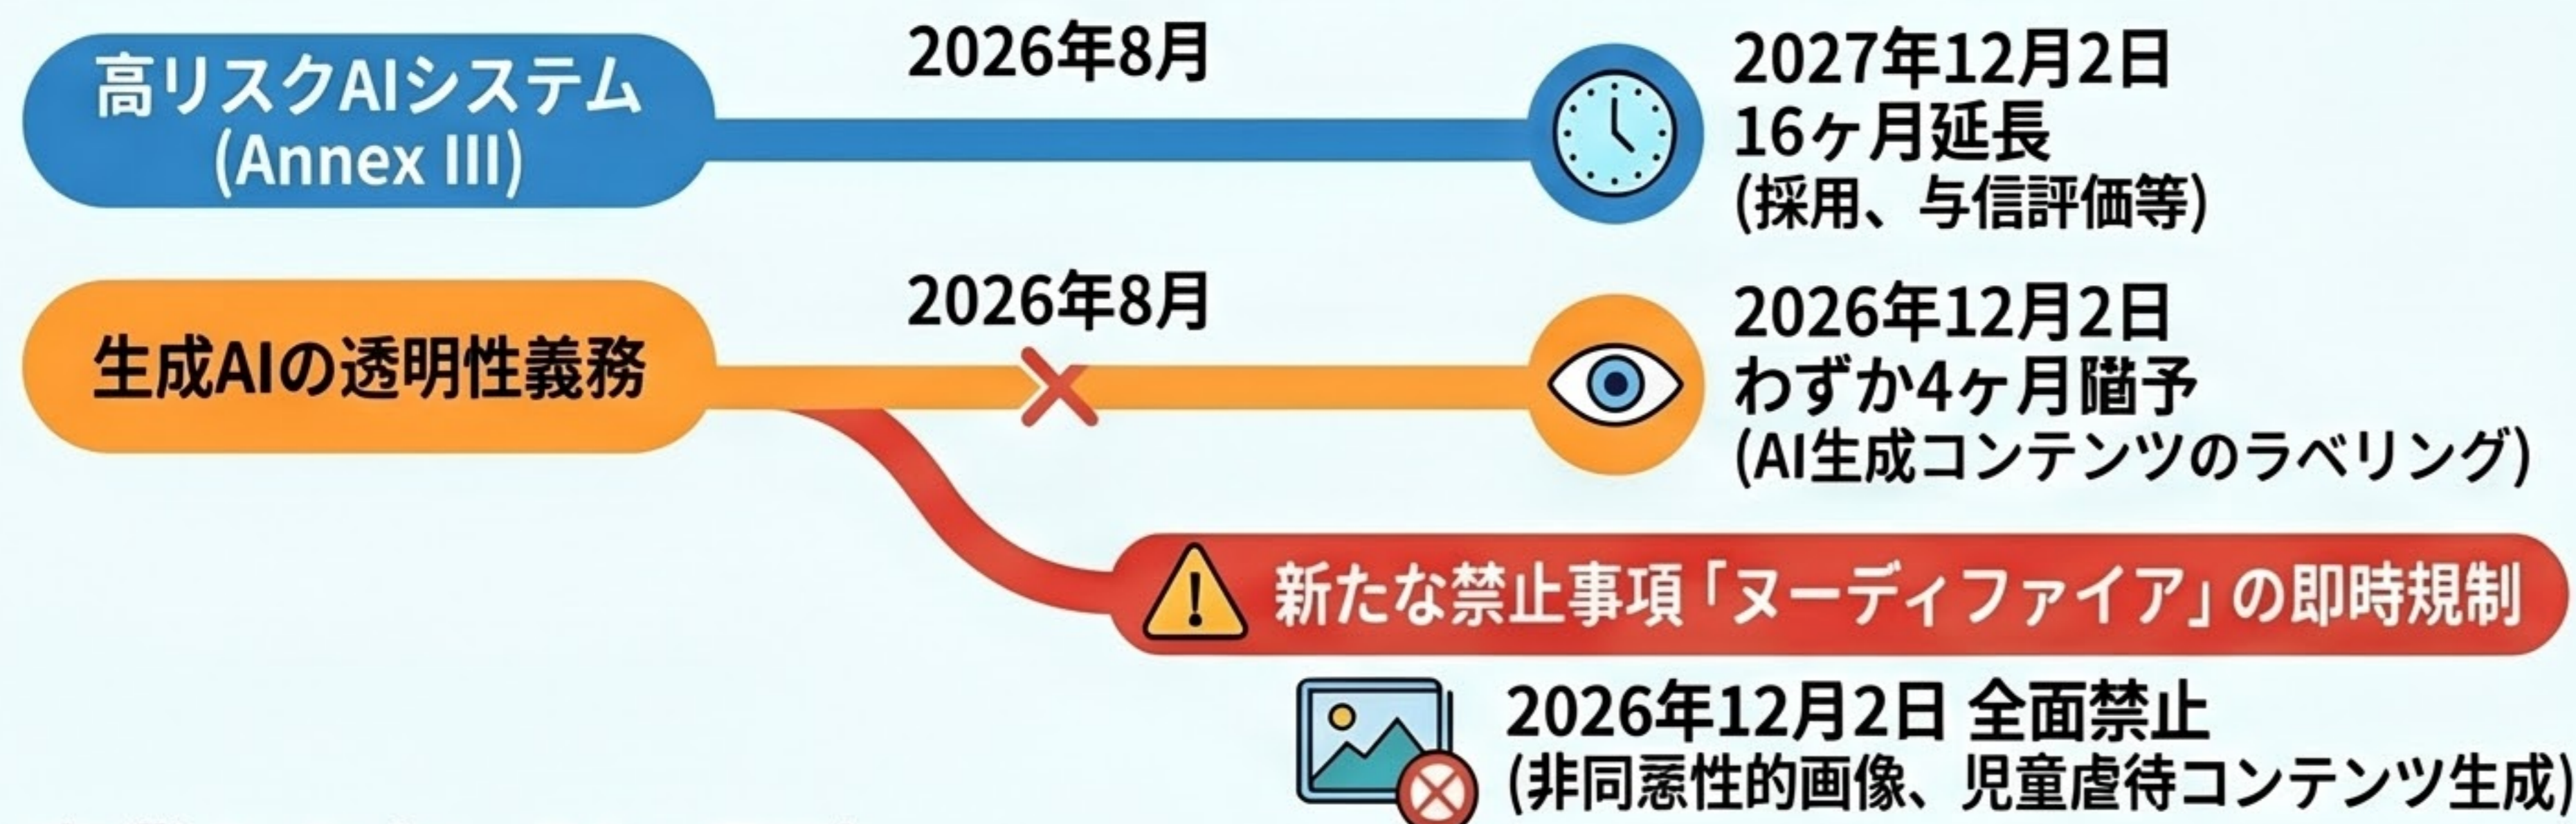 高リスクAIシステム
(Annex III)
2026年8月
2027年12月2日
16ヶ月延長
(採用、与信評価等)
生成AIの透明性義務
2026年8月
2026年12月2日
わずか4ヶ月予
(AI生成コンテンツのラベリング)
新たな禁止事項「ヌーディファイア」の即時規制
2026年12月2日 全面禁止
(非同性的画像、児童虐待コンテンツ生成)